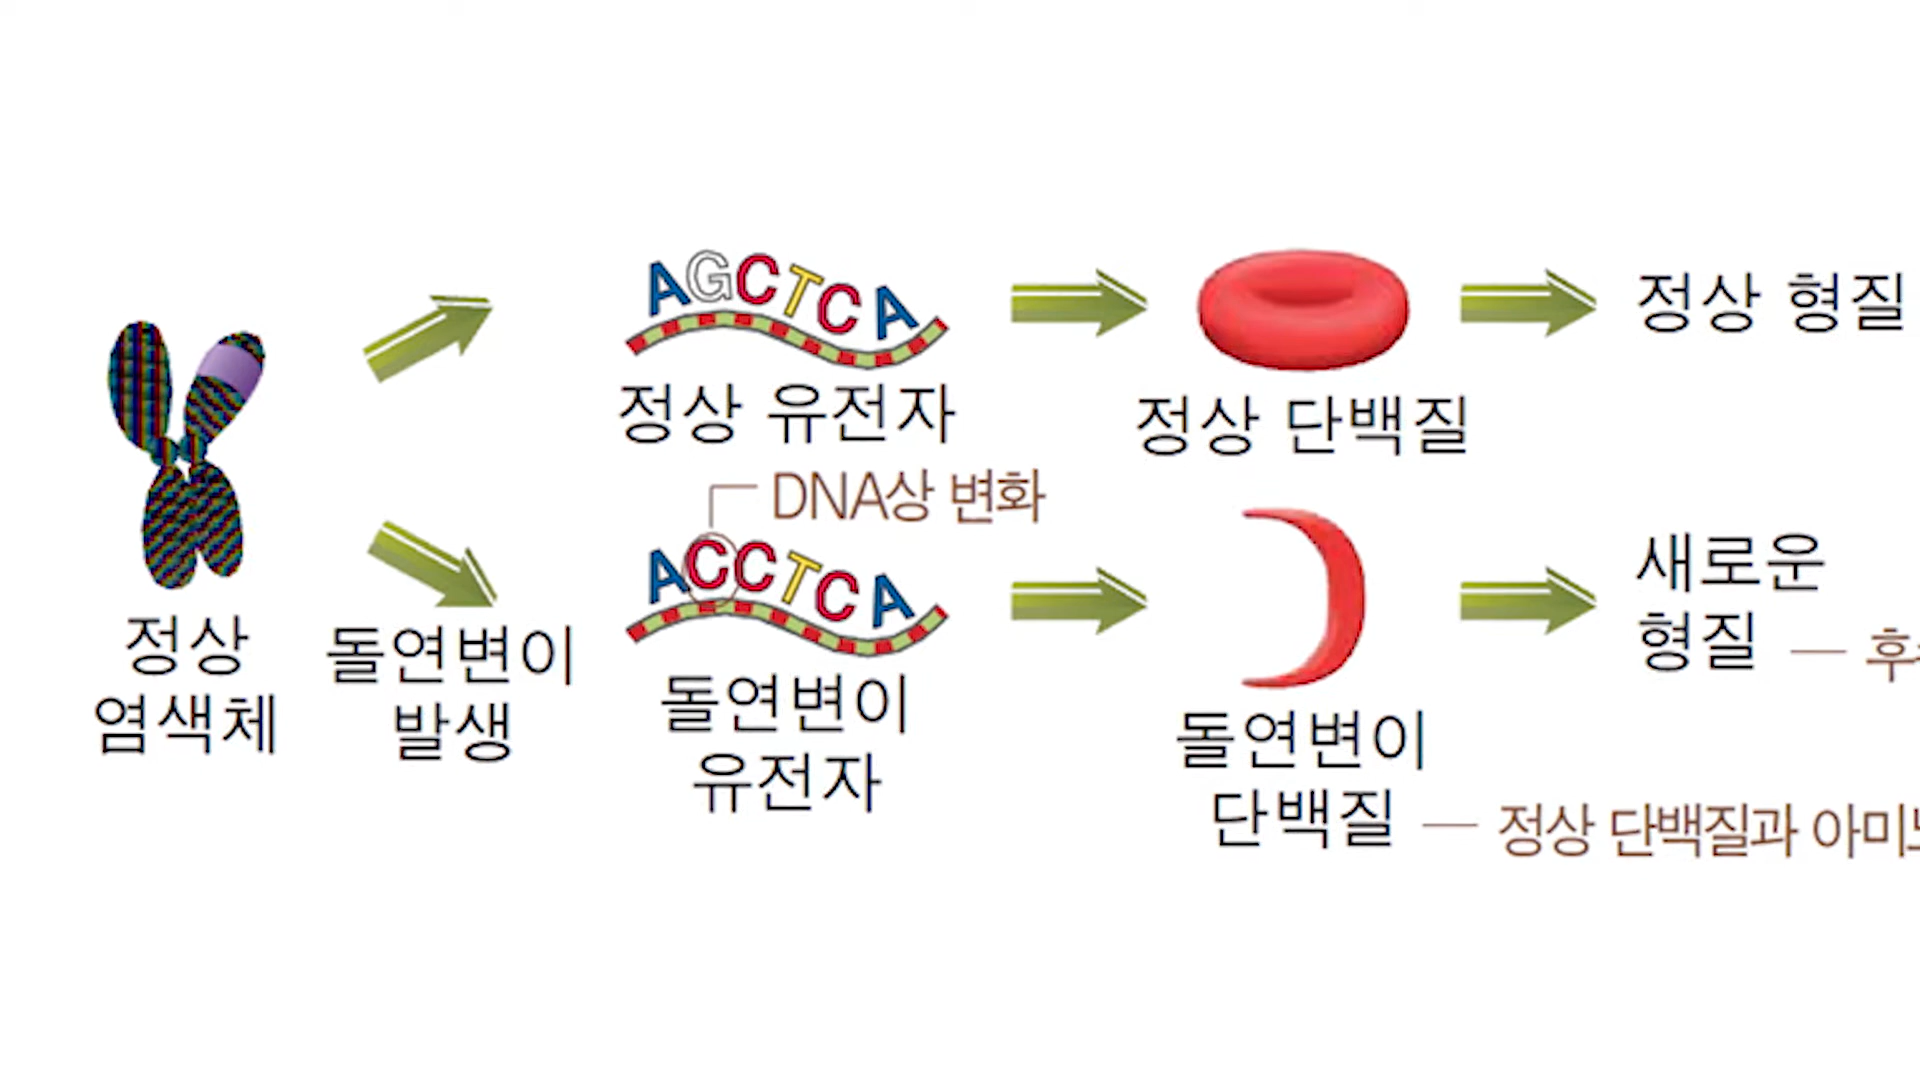 AGCTCA
정상 유전자
정상 단백질
정상 형질
DNA상 변화
ACCTCA
정상
염색체
돌연변이
발생
돌연변이
유전자
돌연변이
단백질
정상 단백질과
새로운
형질